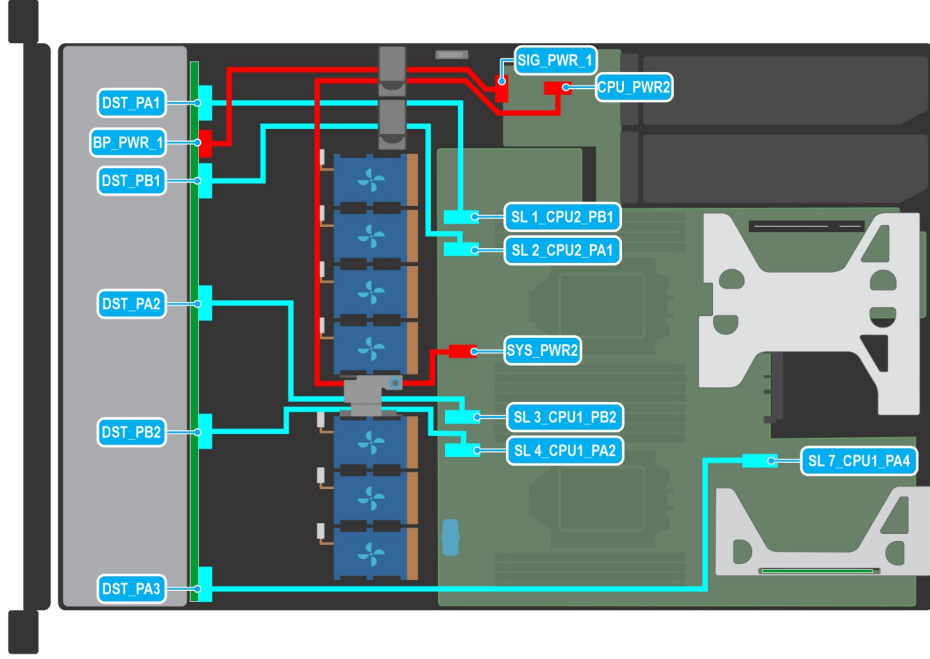 SIG_PWR_1
CPU_PWR2
DST_PA1
BP_PWR_1
DST_PB1
SL 1_CPU2_PB1
SL 2_CPU2_PA1
DST_PA2
SYS_PWR2
SL 3_CPU1_PB2
DST_PB2
SL 4_CPU1_PA2
SL 7_CPU1_PA4
DST_PA3